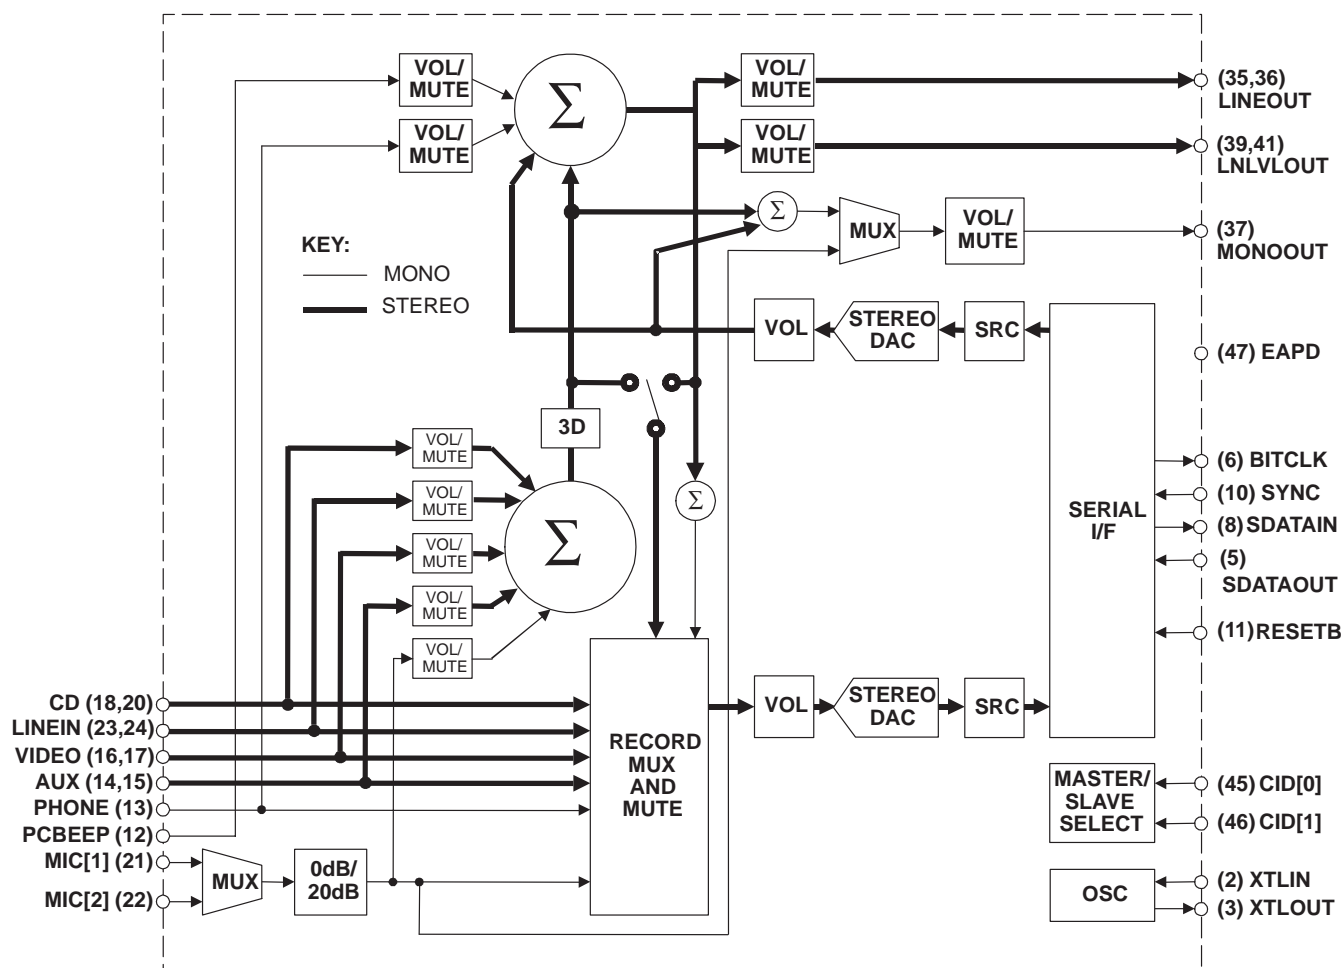 VOL/
MUTE
Σ
VOL/
MUTE
(35,36)
LINEOUT
VOL/
MUTE
VOL/
MUTE
(39,41)
LNLVLOUT
KEY:
MONO
STEREO
Σ
MUX
VOL/
MUTE
(37)
MONOOUT
VOL
STEREO
DAC
SRC
(47) EAPD
3D
VOL/
MUTE
VOL/
MUTE
VOL/
MUTE
VOL/
MUTE
VOL/
MUTE
Σ
Σ
SERIAL
I/F
(6) BITCLK
(10) SYNC
(8) SDATAIN
(5)
SDATAOUT
(11) RESETB
CD (18,20)
LINEIN (23,24)
VIDEO (16,17)
AUX (14,15)
PHONE (13)
PCBEEP (12)
MIC[1] (21)
MIC[2] (22)
MUX
0dB/
20dB
RECORD
MUX
AND
MUTE
VOL
STEREO
DAC
SRC
MASTER/
SLAVE
SELECT
(45) CID[0]
(46) CID[1]
OSC
(2) XTLIN
(3) XTLOUT